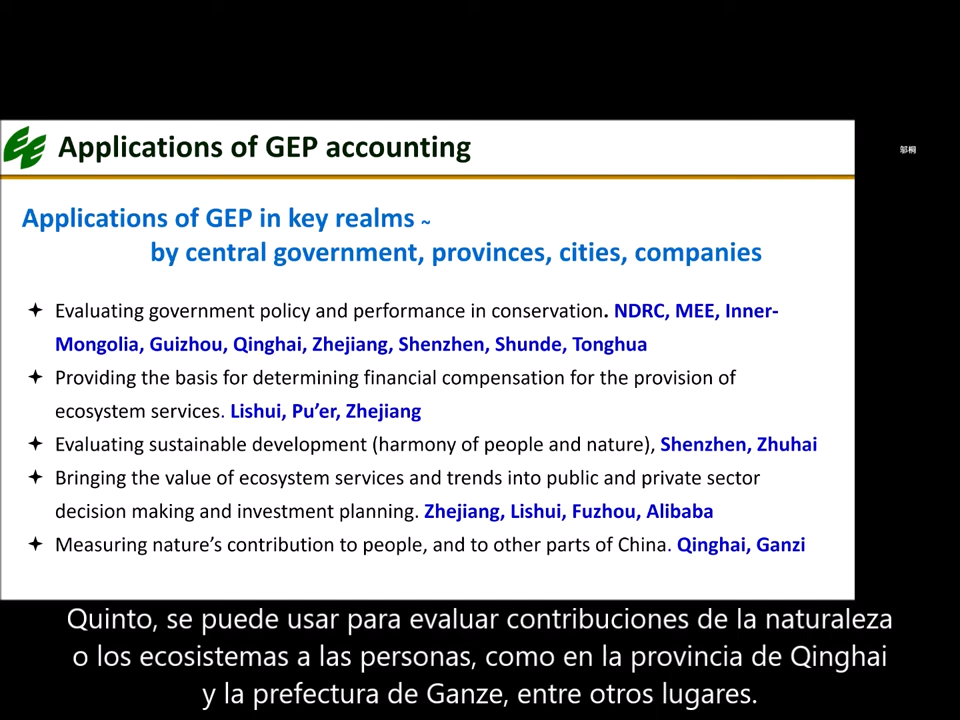 Applications of GEP accounting
邬桐
Applications of GEP in key realms ~
by central government, provinces, cities, companies
Evaluating government policy and performance in conservation. NDRC, MEE, Inner-
Mongolia, Guizhou, Qinghai, Zhejiang, Shenzhen, Shunde, Tonghua
Providing the basis for determining financial compensation for the provision of
ecosystem services. Lishui, Pu’er, Zhejiang
Evaluating sustainable development (harmony of people and nature), Shenzhen, Zhuhai
Bringing the value of ecosystem services and trends into public and private sector
decision making and investment planning. Zhejiang, Lishui, Fuzhou, Alibaba
Measuring nature’s contribution to people, and to other parts of China. Qinghai, Ganzi
Quinto, se puede usar para evaluar contribuciones de la naturaleza
o los ecosistemas a las personas, como en la provincia de Qinghai
y la prefectura de Ganze, entre otros lugares.